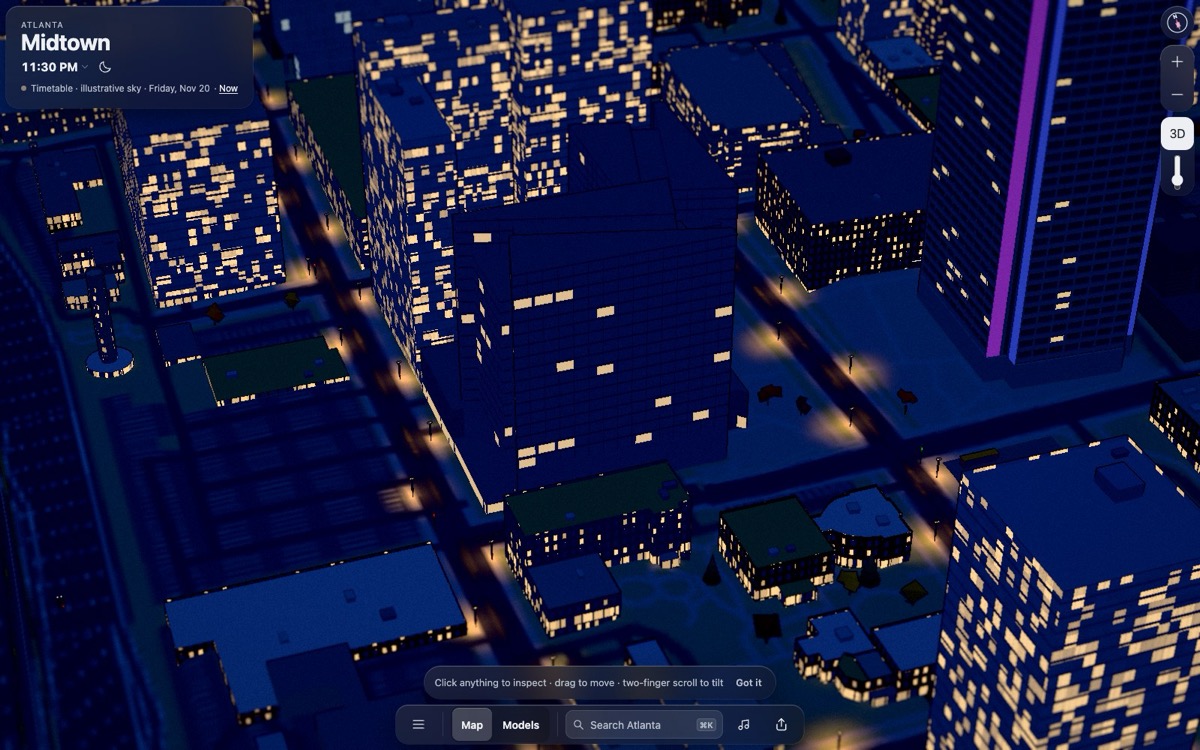 ATLANTA
Midtown
11:30 PM
Timetable · illustrative sky · Friday, Nov 20 · Now
3D
Click anything to inspect · drag to move · two-finger scroll to tilt Got it
Map Models Search Atlanta ⌘K